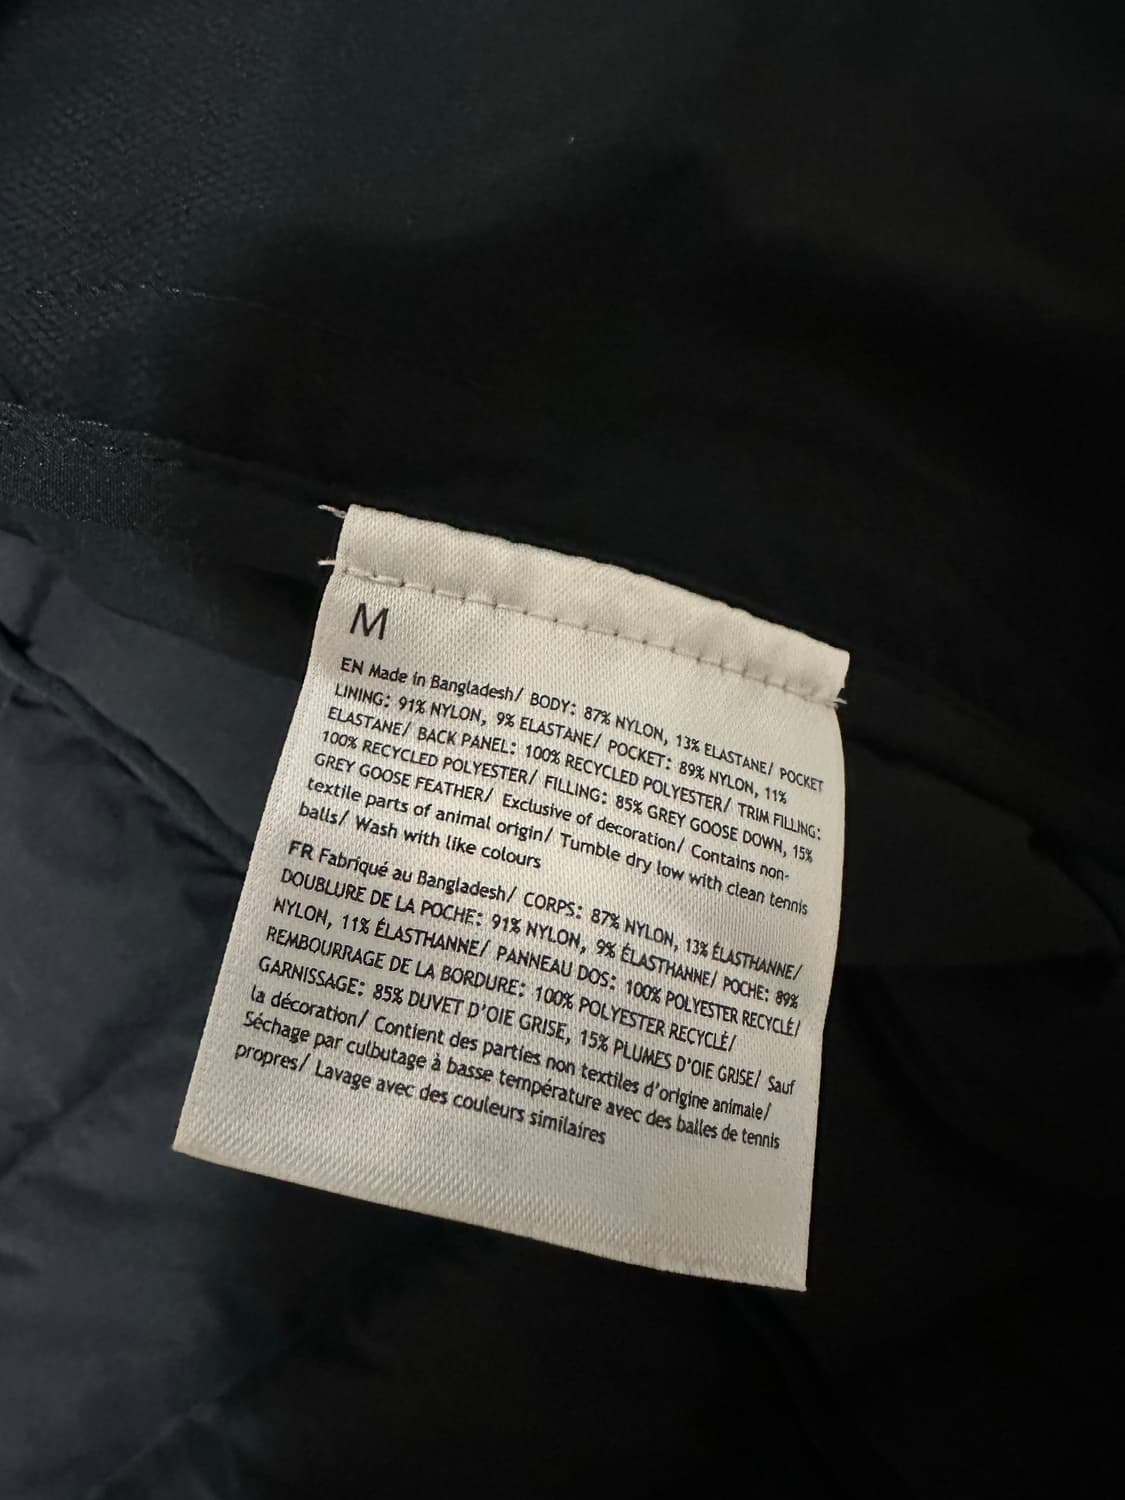 M
EN Made in Bangladesh/ BODY: 87% NYLON, 13% ELASTANE/ POCKET
LINING: 91% NYLON, 9% ELASTANE/ POCKET: 89% NYLON, 11%
ELASTANE/ BACK PANEL: 100% RECYCLED POLYESTER/ TRIM FILLING:
100% RECYCLED POLYESTER/ FILLING: 85% GREY GOOSE DOWN, 15%
GREY GOOSE FEATHER/ Exclusive of decoration/ Contains non-
textile parts of animal origin/ Tumble dry low with clean tennis
balls/ Wash with like colours
FR Fabriqué au Bangladesh/ CORPS: 87% NYLON, 13% ÉLASTHANNE/
DOUBLURE DE LA POCHE: 91% NYLON, 9% ÉLASTHANNE/ POCHE: 89%
NYLON, 11% ÉLASTHANNE/ PANNEAU DOS: 100% POLYESTER RECYCLÉ/
REMBOURRAGE DE LA BORDURE: 100% POLYESTER RECYCLÉ/
GARNISSAGE: 85% DUVET D'OIE GRISE, 15% PLUMES D'OIE GRISE/ Sauf
la décoration/ Contient des parties non textiles d'origine animale/
Séchage par culbutage à basse température avec des balles de tennis
propres/ Lavage avec des couleurs similaires